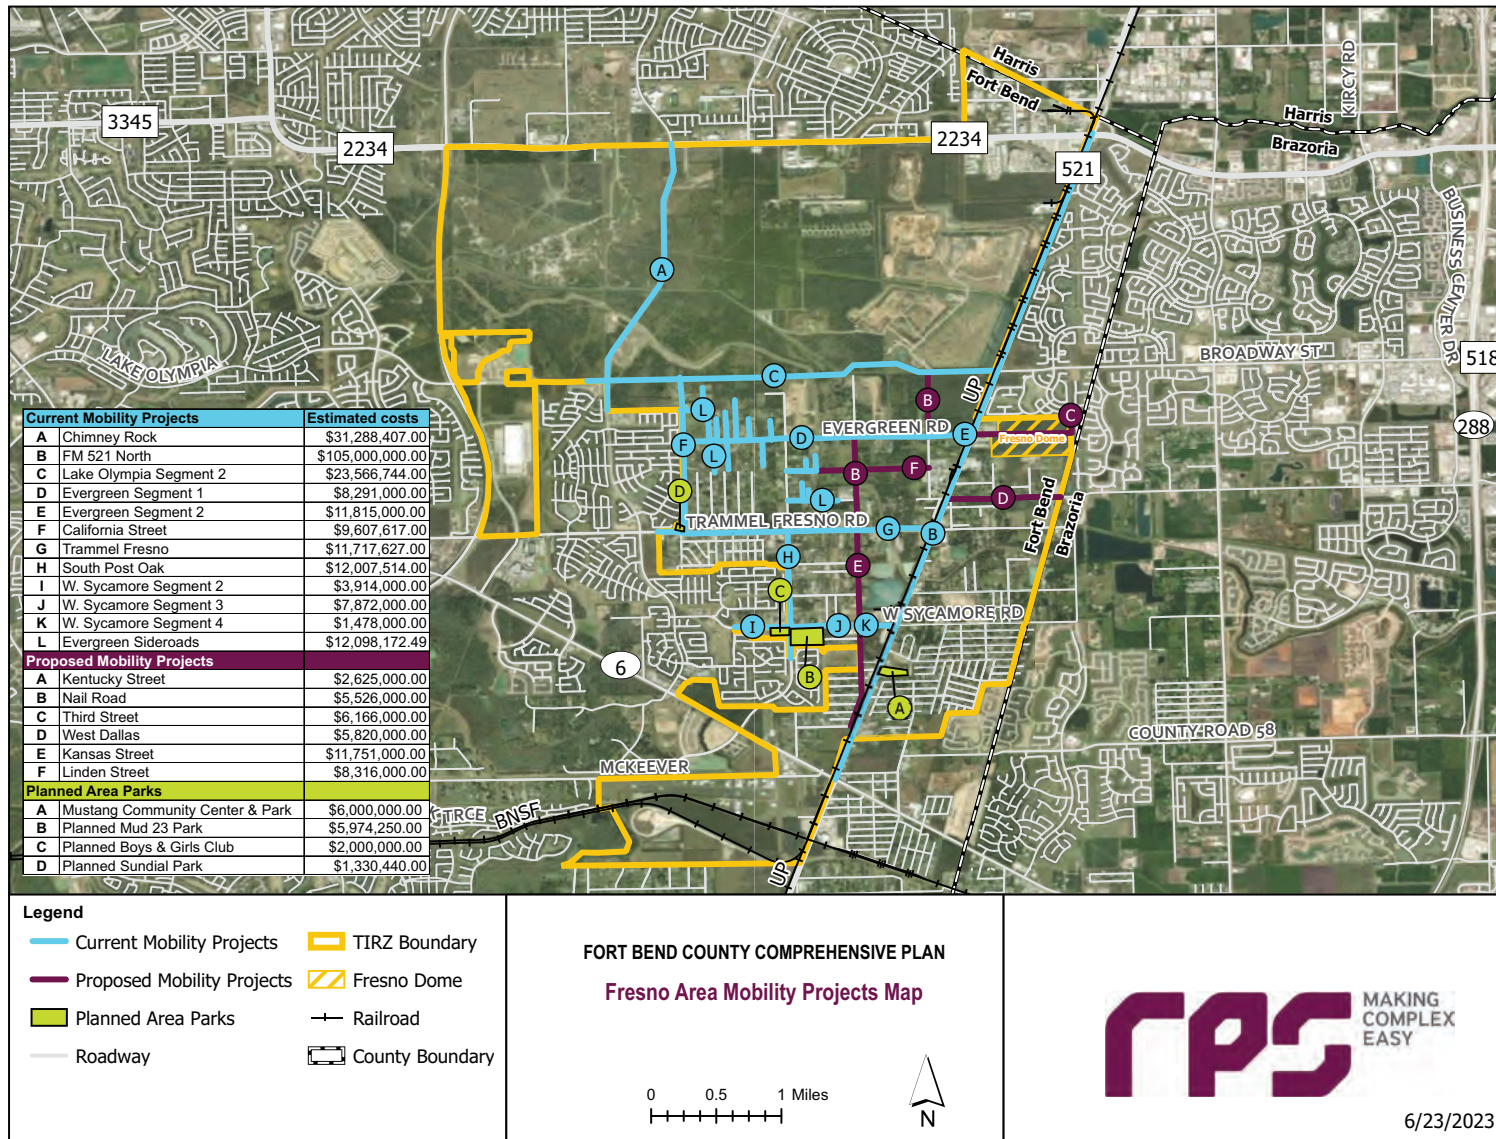 Harris
Fort Bend
KIRCY RD
Harris
Brazoria
3345
2234
2234
521
BUSINESS CENTER DR
A
LAKE OLYMPIA
BROADWAY ST
518
C
UP
B
C
L
EVERGREEN RD
E
Fresno Dome
288
D
F
L
B
F
D
L
D
Fort Bend
Brazoria
TRAMMEL FRESNO RD
G
B
H
E
C
W SYCAMORE RD
I
J
K
6
B
A
COUNTY ROAD 58
MCKEEVER
TRCE
BNSF
UP
Current Mobility Projects Estimated costs
A Chimney Rock $31,288,407.00
B FM 521 North $105,000,000.00
C Lake Olympia Segment 2 $23,566,744.00
D Evergreen Segment 1 $8,291,000.00
E Evergreen Segment 2 $11,815,000.00
F California Street $9,607,617.00
G Trammel Fresno $11,717,627.00
H South Post Oak $12,007,514.00
I W. Sycamore Segment 2 $3,914,000.00
J W. Sycamore Segment 3 $7,872,000.00
K W. Sycamore Segment 4 $1,478,000.00
L Evergreen Sideroads $12,098,172.49
Proposed Mobility Projects
A Kentucky Street $2,625,000.00
B Nail Road $5,526,000.00
C Third Street $6,166,000.00
D West Dallas $5,820,000.00
E Kansas Street $11,751,000.00
F Linden Street $8,316,000.00
Planned Area Parks
A Mustang Community Center & Park $6,000,000.00
B Planned Mud 23 Park $5,974,250.00
C Planned Boys & Girls Club $2,000,000.00
D Planned Sundial Park $1,330,440.00
Legend
Current Mobility Projects
Proposed Mobility Projects
Planned Area Parks
Roadway
TIRZ Boundary
Fresno Dome
Railroad
County Boundary
FORT BEND COUNTY COMPREHENSIVE PLAN
Fresno Area Mobility Projects Map
0 0.5 1 Miles
N
rps
MAKING
COMPLEX
EASY
6/23/2023